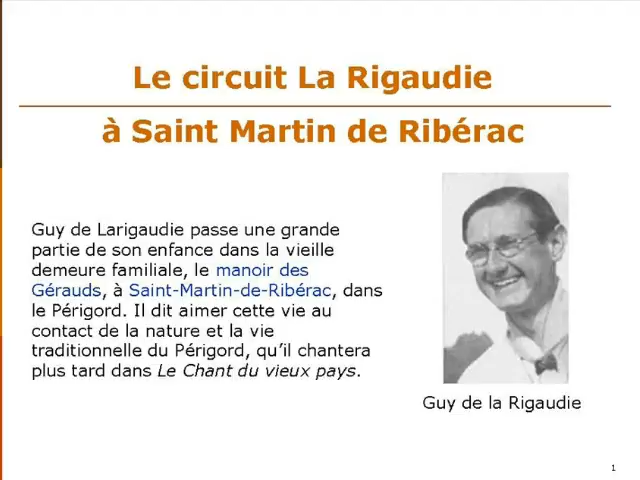 Le circuit La Rigaudie
à Saint Martin de Ribérac
Guy de Larigaudie passe une grande
partie de son enfance dans la vieille
demeure familiale, le manoir des
Gérauds, à Saint-Martin-de-Ribérac, dans
le Périgord. Il dit aimer cette vie au
contact de la nature et la vie
traditionnelle du Périgord, qu'il chantera
plus tard dans Le Chant du vieux pays.
Guy de la Rigaudie
1